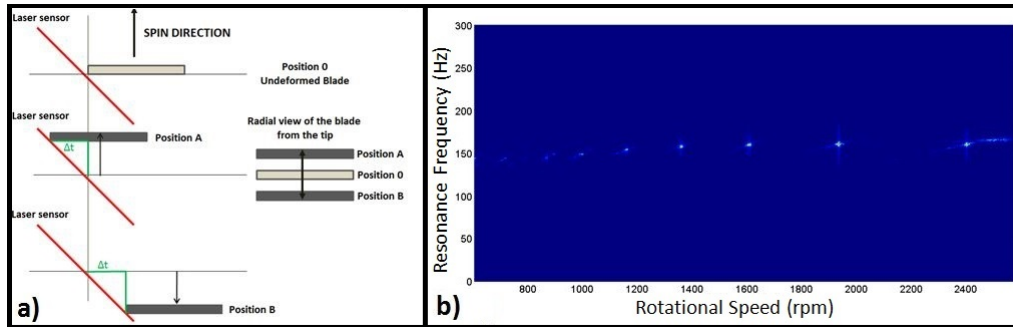 Laser sensor
SPIN DIRECTION
Position 0
Undeformed Blade
Laser sensor
Position A
Δt
Radial view of the blade
from the tip
Position A
Position 0
Position B
Laser sensor
Δt
Position B
a)
Resonance Frequency (Hz)
300
250
200
150
100
50
0
800 1000 1200 1400 1600 1800 2000 2200 2400
Rotational Speed (rpm)
b)